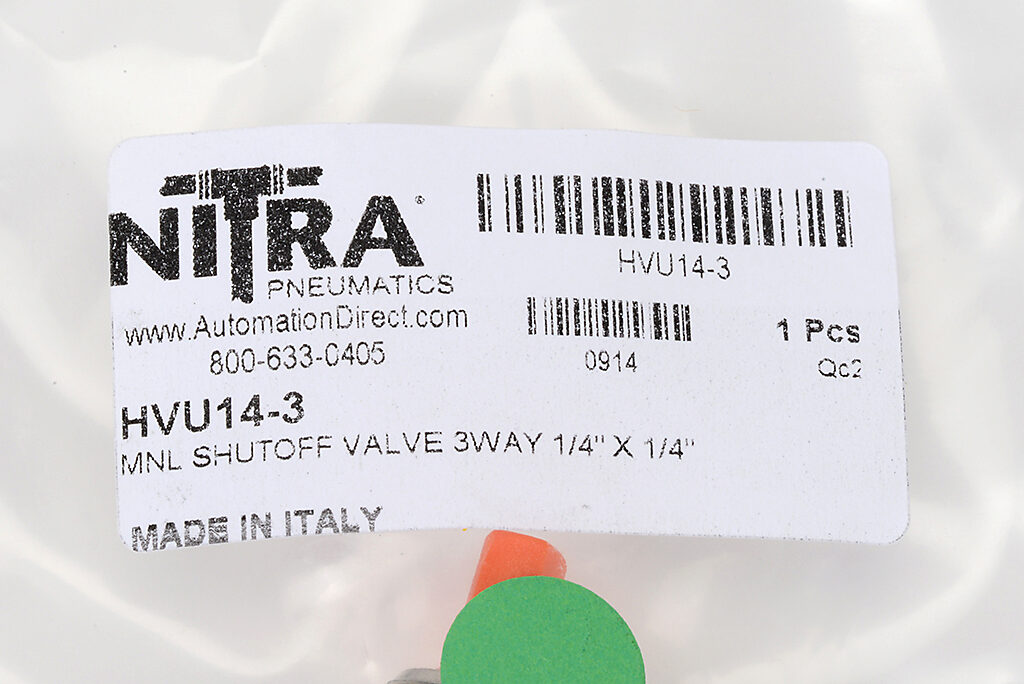 NITRA®
PNEUMATICS
www.AutomationDirect.com
800-633-0405
HVU14-3
MNL SHUTOFF VALVE 3WAY 1/4" X 1/4"
MADE IN ITALY
HVU14-3
0914
1 Pcs
Qc2